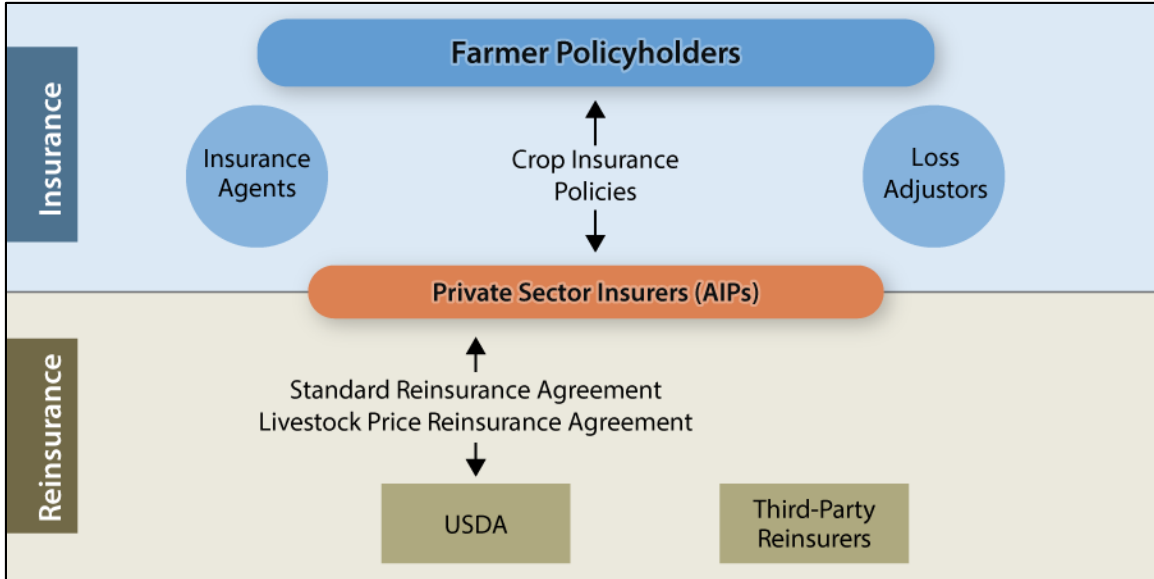 Farmer Policyholders
Insurance
Insurance
Agents
Crop Insurance
Policies
Loss
Adjustors
Private Sector Insurers (AIPs)
Reinsurance
Standard Reinsurance Agreement
Livestock Price Reinsurance Agreement
USDA
Third-Party
Reinsurers